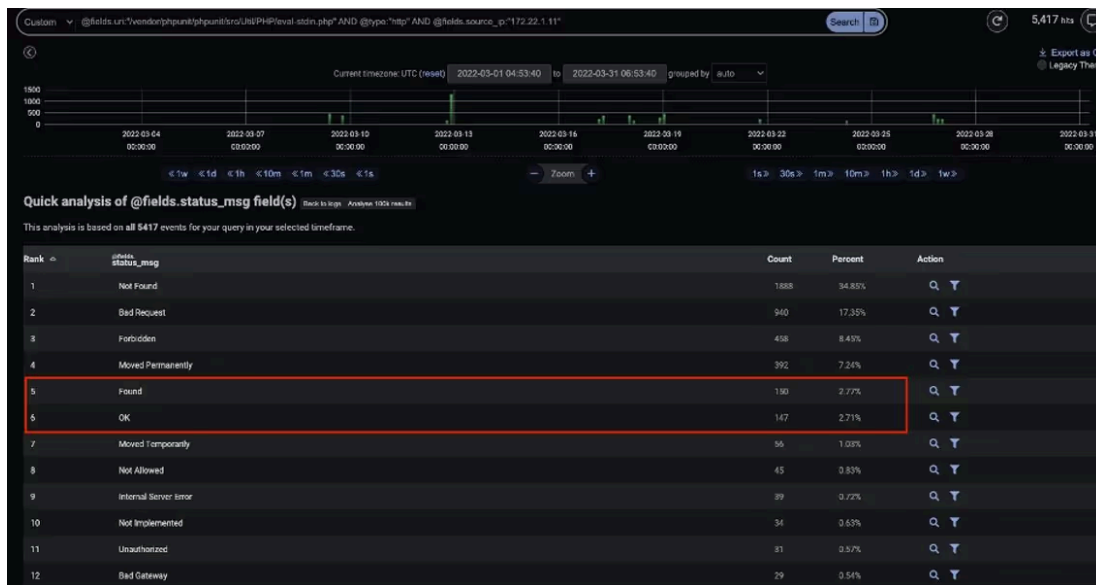 Custom @fields.uri:"/vendor/phpunit/phpunit/src/Util/PHP/eval-stdin.php" AND @type:"http" AND @fields.source_ip:"172.22.1.11" Search 5,417 hits
Export as
Current timezone: UTC (reset) 2022-03-01 04:53:40 to 2022-03-31 06:53:40 grouped by auto Legacy
1500
1000
500
0
2022-03-04 2022-03-07 2022-03-10 2022-03-13 2022-03-16 2022-03-19 2022-03-22 2022-03-25 2022-03-28 2022-03-31
00:00:00 00:00:00 00:00:00 00:00:00 00:00:00 00:00:00 00:00:00 00:00:00 00:00:00 00:00:00
≪1w ≪1d ≪1h ≪10m ≪1m ≪30s ≪1s − Zoom + 1s≫ 30s≫ 1m≫ 10m≫ 1h≫ 1d≫ 1w≫
Quick analysis of @fields.status_msg field(s) Back to logs Analyse 100k results
This analysis is based on all 5417 events for your query in your selected timeframe.
Rank @fields. status_msg Count Percent Action
1 Not Found 1888 34.85%
2 Bad Request 940 17.35%
3 Forbidden 458 8.45%
4 Moved Permanently 392 7.24%
5 Found 150 2.77%
6 OK 147 2.71%
7 Moved Temporarily 56 1.03%
8 Not Allowed 45 0.83%
9 Internal Server Error 39 0.72%
10 Not Implemented 34 0.63%
11 Unauthorized 31 0.57%
12 Bad Gateway 29 0.54%